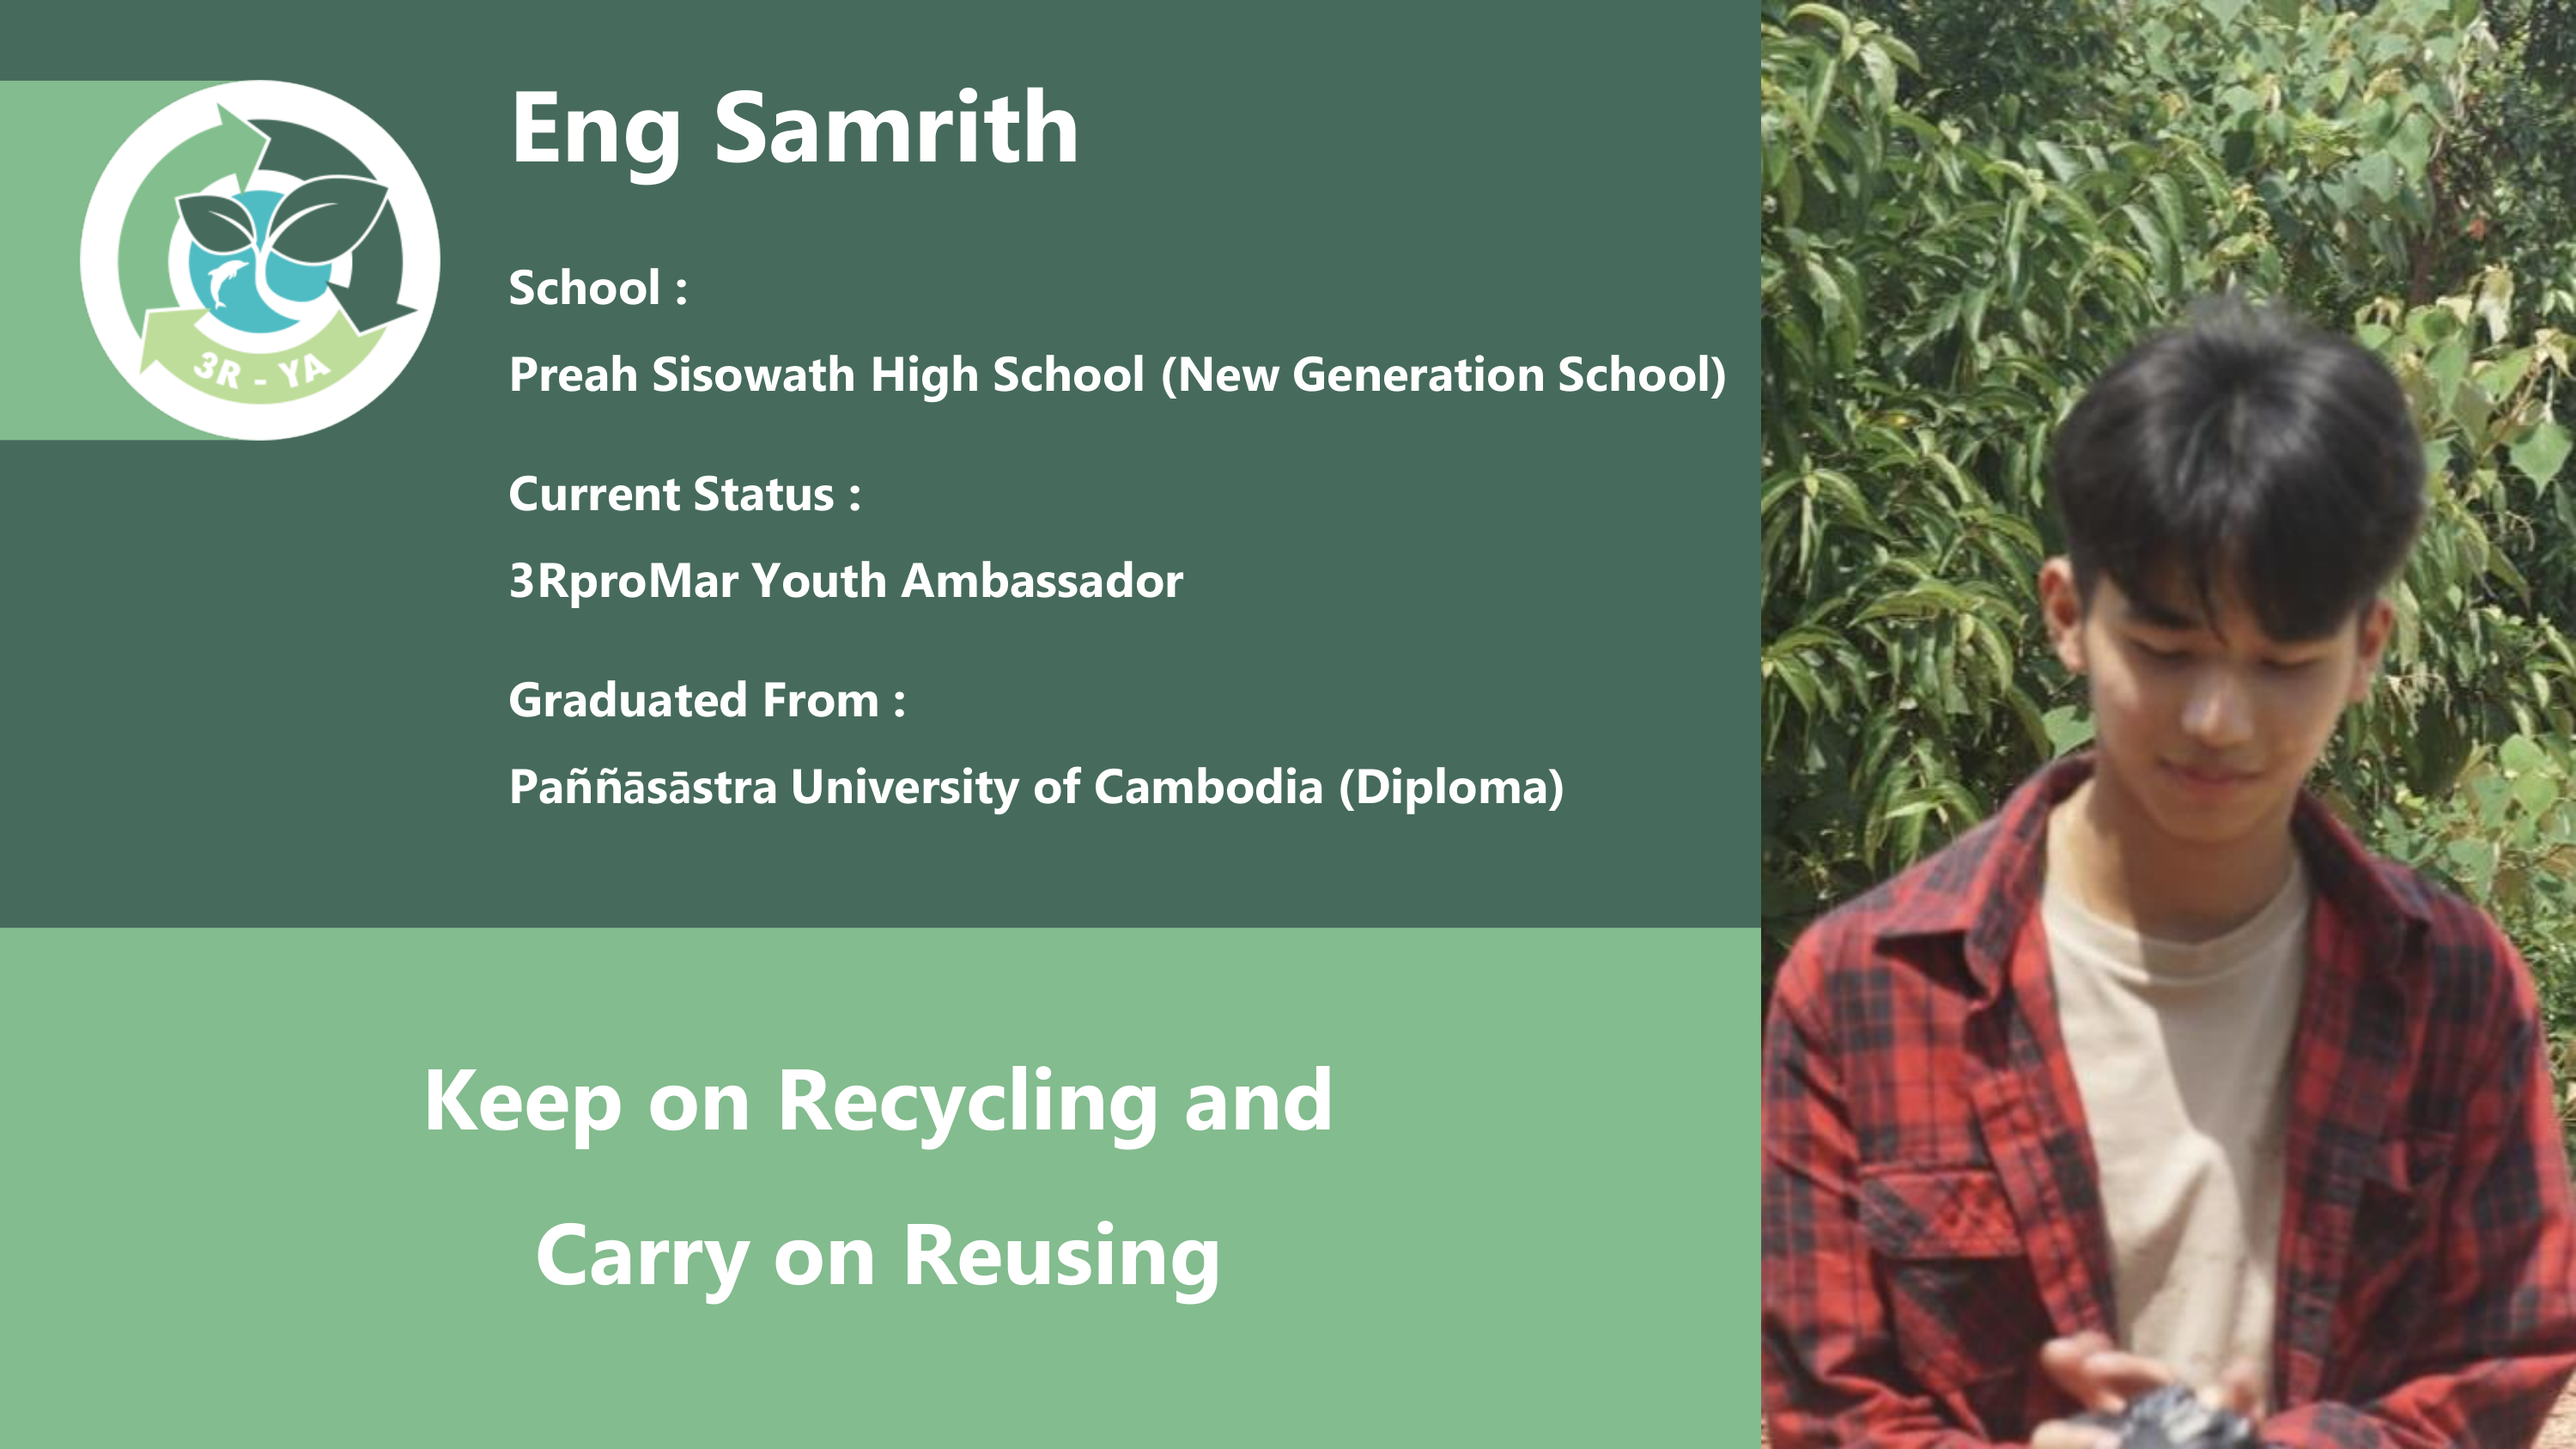 Eng Samrith
School :
Preah Sisowath High School (New Generation School)
Current Status :
3RproMar Youth Ambassador
Graduated From :
Paññāsāstra University of Cambodia (Diploma)
3R - YA
Keep on Recycling and
Carry on Reusing